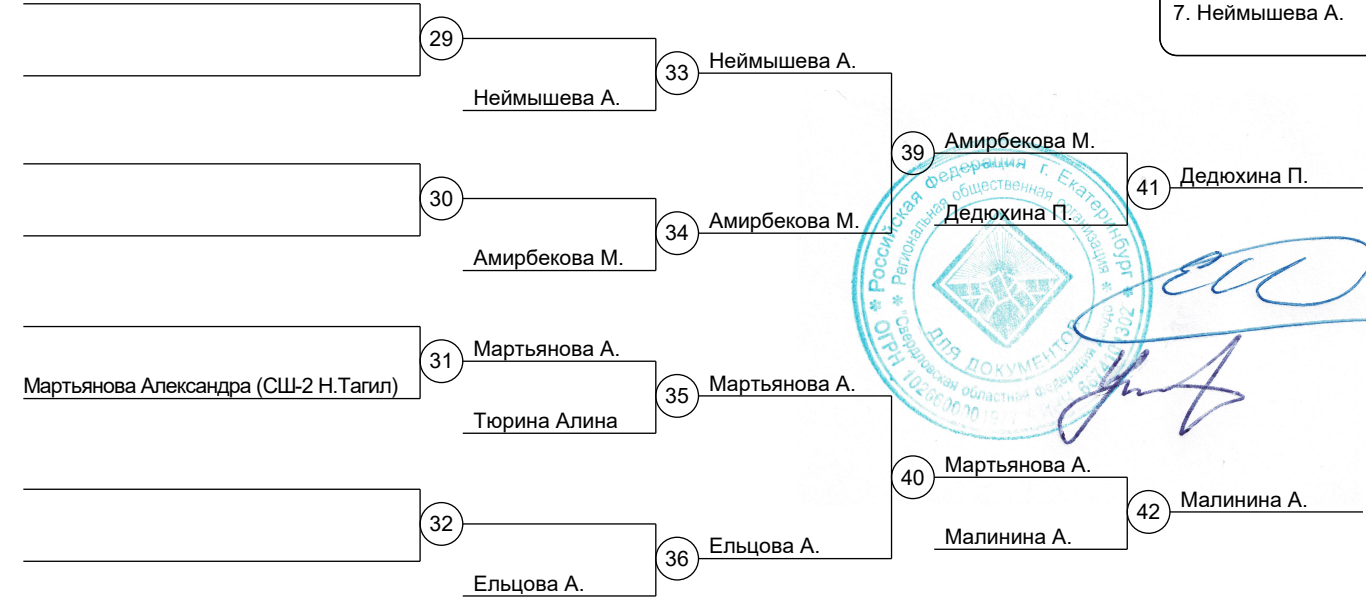 7. Неймышева А.
29
Неймышева А.
33
Неймышева А.
30
Амирбекова М.
34
Амирбекова М.
39
Амирбекова М.
Дедюхина П.
41
Дедюхина П.
Мартьянова Александра (СШ-2 Н.Тагил)
31
Мартьянова А.
Тюрина Алина
35
Мартьянова А.
32
Ельцова А.
36
Ельцова А.
40
Мартьянова А.
Малинина А.
42
Малинина А.
Российская Федерация г. Екатеринбург
Региональная общественная организация
"Свердловская областная федерация
ОГРН
ДЛЯ ДОКУМЕНТОВ